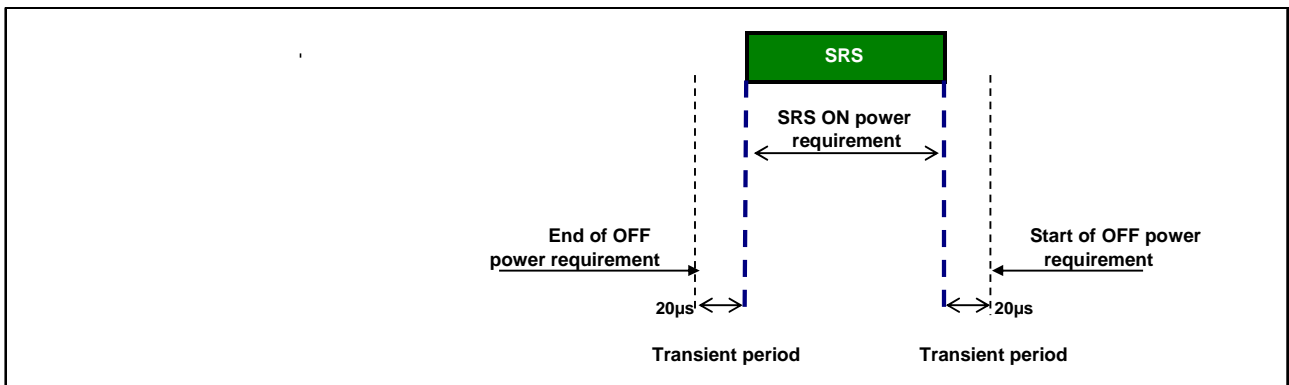 SRS
SRS ON power
requirement
End of OFF
power requirement
Start of OFF power
requirement
20µs
20µs
Transient period
Transient period